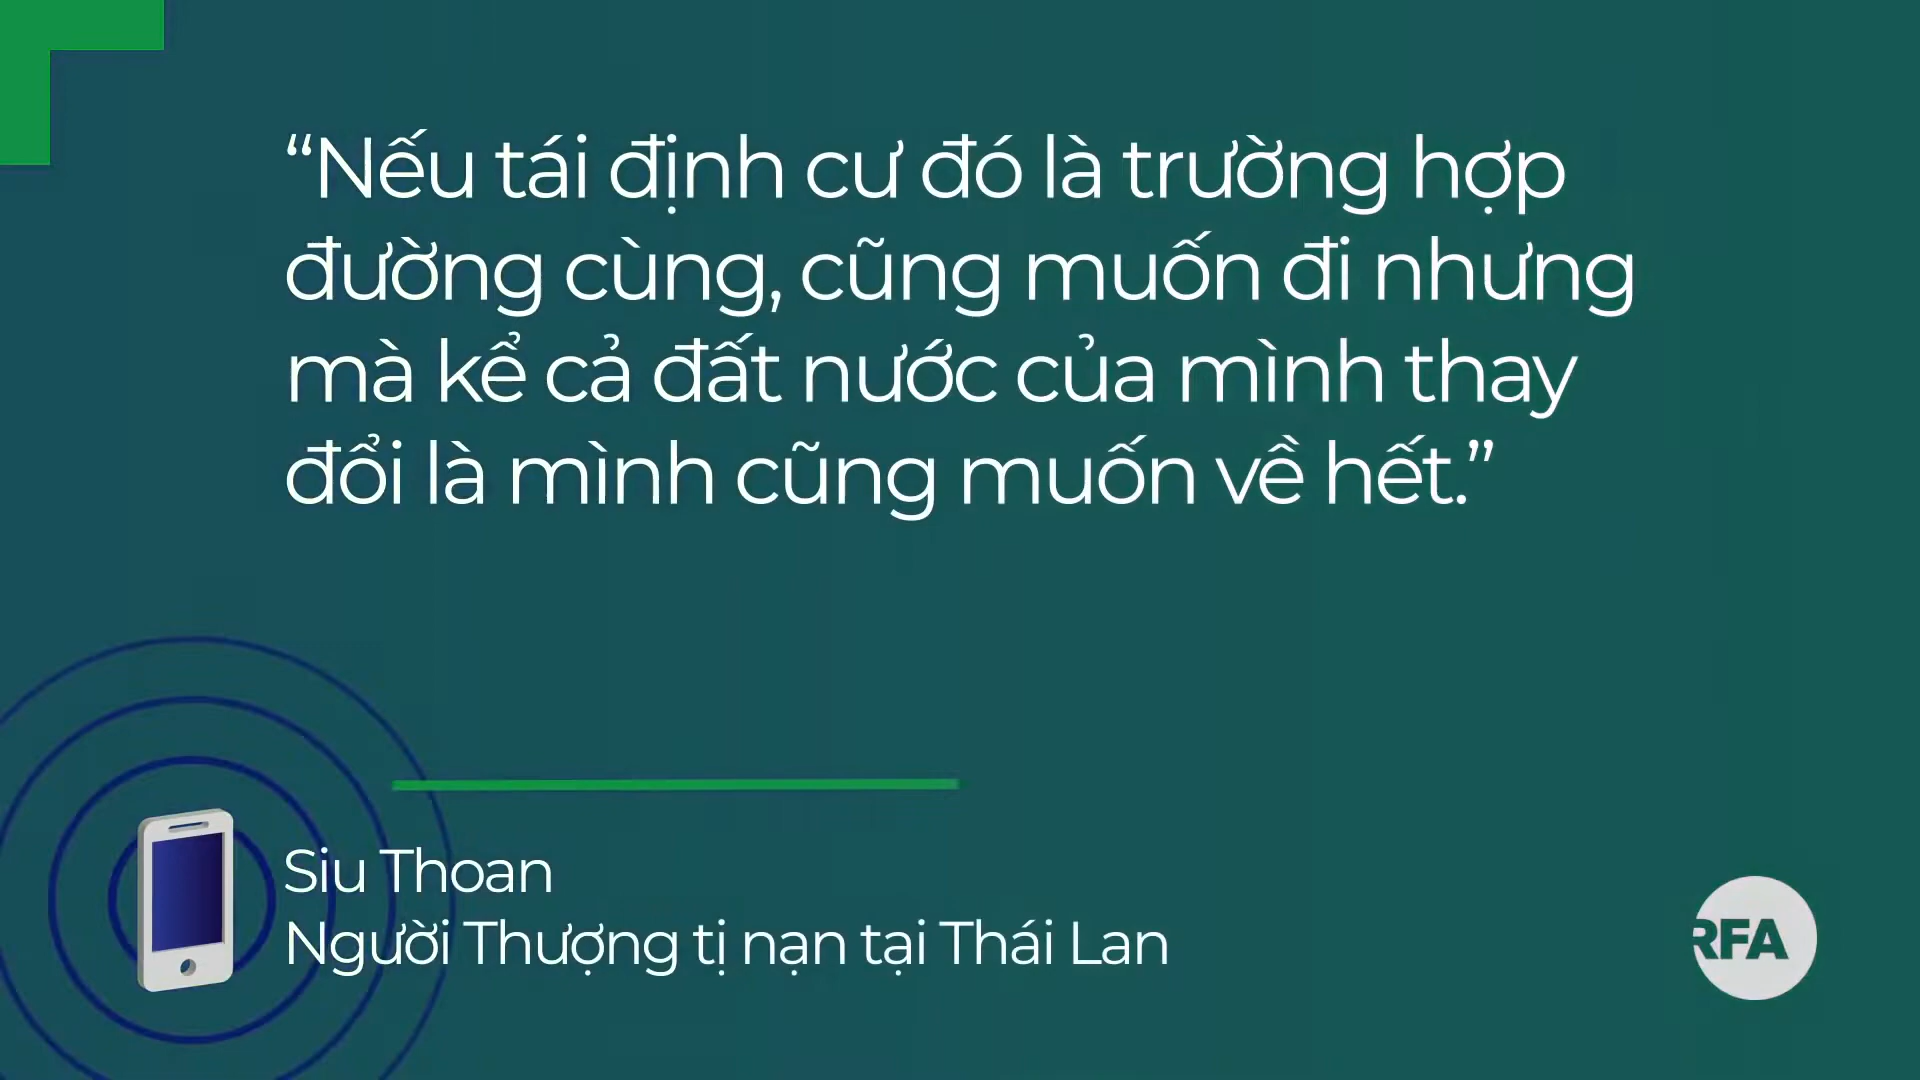 “Nếu tái định cư đó là trường hợp
đường cùng, cũng muốn đi nhưng
mà kể cả đất nước của mình thay
đổi là mình cũng muốn về hết.”
Siu Thoan
Người Thượng tị nạn tại Thái Lan
RFA